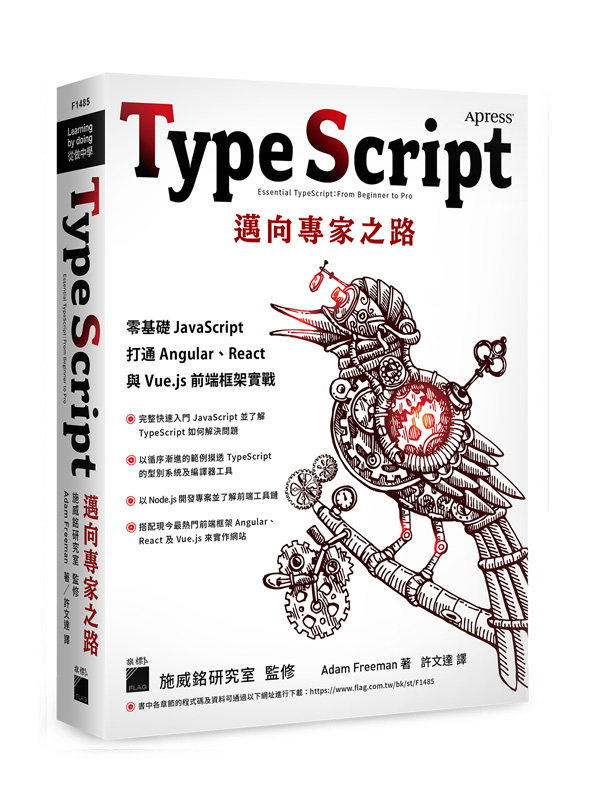 F1485
Learning
by doing
從做中學
TypeScript
Essential TypeScript:From Beginner to Pro
邁向專家之路
施威銘研究室 監修
Adam Freeman 著/許文達 譯
旗標
FLAG
Apress®
TypeScript
Essential TypeScript:From Beginner to Pro
邁向專家之路
零基礎 JavaScript
打通 Angular、React
與 Vue.js 前端框架實戰
完整快速入門 JavaScript 並了解
TypeScript 如何解決問題
以循序漸進的範例摸透 TypeScript
的型別系統及編譯器工具
以 Node.js 開發專案並了解前端工具鏈
搭配現今最熱門前端框架 Angular、
React 及 Vue.js 來實作網站
旗標
FLAG
施威銘研究室 監修
Adam Freeman 著 許文達 譯
書中各章節的程式碼及資料可通過以下網址進行下載:https://www.flag.com.tw/bk/st/F1485